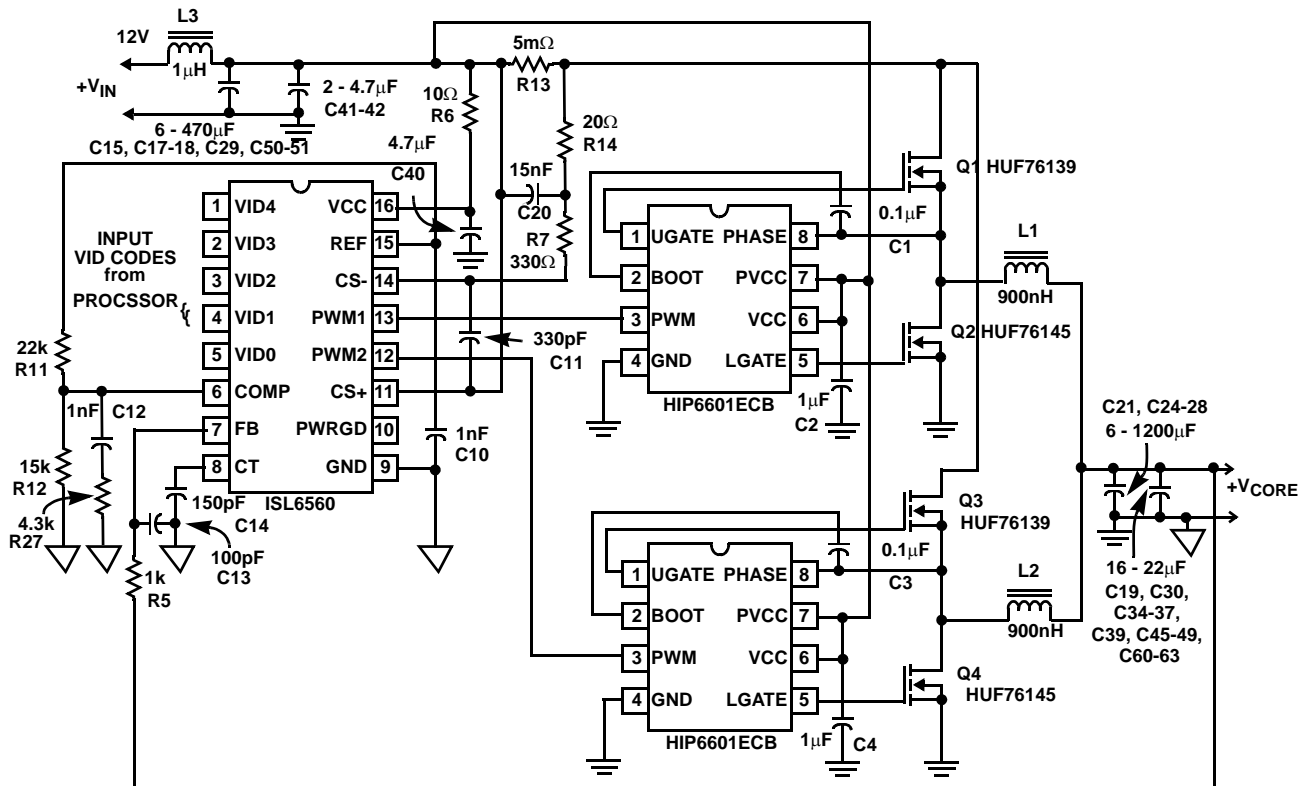 L3
12V
1μH
+VIN
2 - 4.7μF
C41-42
6 - 470μF
C15, C17-18, C29, C50-51
10Ω
R6
4.7μF
C40
5mΩ
R13
20Ω
R14
15nF
C20
R7
330Ω
330pF
C11
INPUT
VID CODES
from
PROCSSOR {{
22k
R11
1nF C12
15k
R12
4.3k
R27
1k
R5
150pF
C14
100pF
C13
1nF
C10
1 VID4 VCC 16
2 VID3 REF 15
3 VID2 CS- 14
4 VID1 PWM1 13
5 VID0 PWM2 12
6 COMP CS+ 11
7 FB PWRGD 10
8 CT GND 9
ISL6560
1 UGATE PHASE 8
2 BOOT PVCC 7
3 PWM VCC 6
4 GND LGATE 5
HIP6601ECB
0.1μF
C1
1μF
C2
Q1 HUF76139
Q2 HUF76145
L1
900nH
1 UGATE PHASE 8
2 BOOT PVCC 7
3 PWM VCC 6
4 GND LGATE 5
HIP6601ECB
0.1μF
C3
1μF C4
Q3
HUF76139
Q4
HUF76145
L2
900nH
C21, C24-28
6 - 1200μF
+VCORE
16 - 22μF
C19, C30,
C34-37,
C39, C45-49,
C60-63